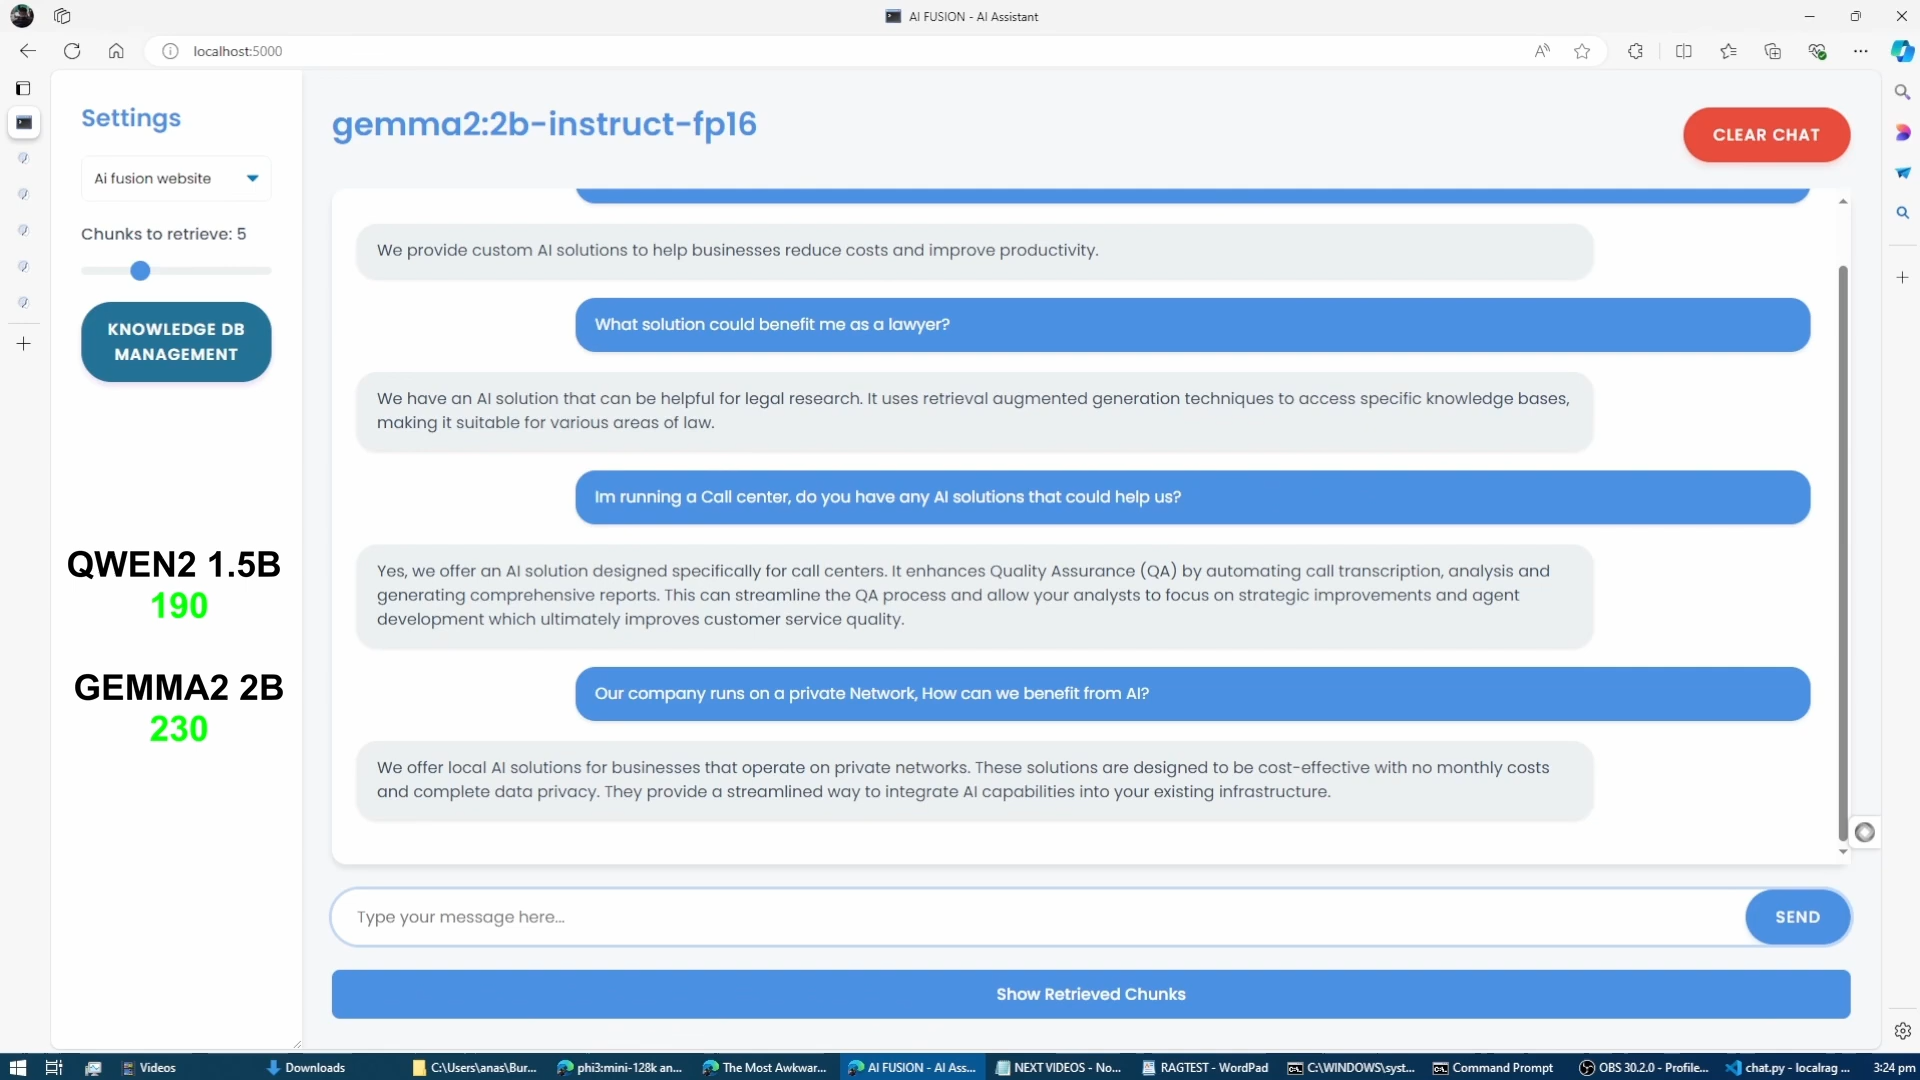 AI FUSION - AI Assistant
localhost:5000
Settings
Ai fusion website
Chunks to retrieve: 5
KNOWLEDGE DB
MANAGEMENT
QWEN2 1.5B
190
GEMMA2 2B
230
gemma2:2b-instruct-fp16
CLEAR CHAT
We provide custom AI solutions to help businesses reduce costs and improve productivity.
What solution could benefit me as a lawyer?
We have an AI solution that can be helpful for legal research. It uses retrieval augmented generation techniques to access specific knowledge bases,
making it suitable for various areas of law.
Im running a Call center, do you have any AI solutions that could help us?
Yes, we offer an AI solution designed specifically for call centers. It enhances Quality Assurance (QA) by automating call transcription, analysis and
generating comprehensive reports. This can streamline the QA process and allow your analysts to focus on strategic improvements and agent
development which ultimately improves customer service quality.
Our company runs on a private Network, How can we benefit from AI?
We offer local AI solutions for businesses that operate on private networks. These solutions are designed to be cost-effective with no monthly costs
and complete data privacy. They provide a streamlined way to integrate AI capabilities into your existing infrastructure.
Type your message here...
SEND
Show Retrieved Chunks
Videos
Downloads
C:\Users\anas\Bur...
phi3:mini-128k an...
The Most Awkwar...
AI FUSION - AI Ass...
NEXT VIDEOS - No...
RAGTEST - WordPad
C:\WINDOWS\syst...
Command Prompt
OBS 30.2.0 - Profile...
chat.py - localrag ...
3:24 pm